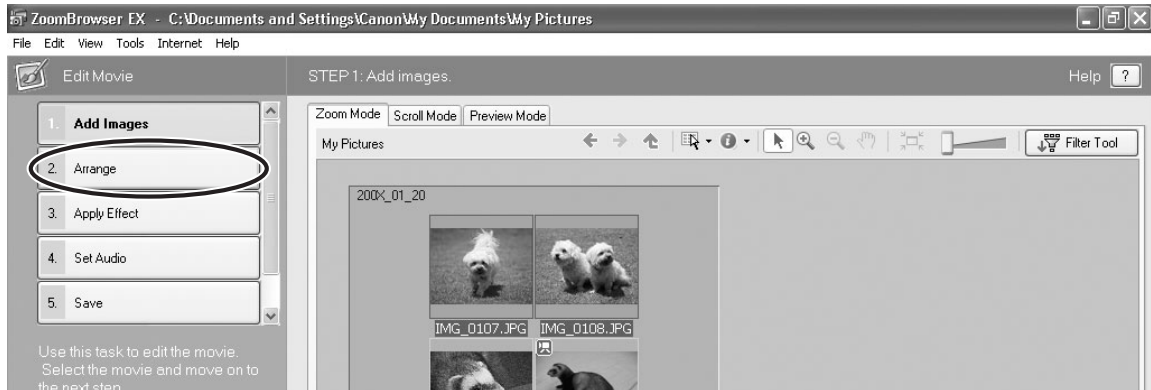 ZoomBrowser EX - C:\Documents and Settings\Canon\My Documents\My Pictures
File Edit View Tools Internet Help
Edit Movie
STEP 1: Add images.
Help ?
1. Add Images
2. Arrange
3. Apply Effect
4. Set Audio
5. Save
Use this task to edit the movie.
Select the movie and move on to
the next step.
Zoom Mode Scroll Mode Preview Mode
My Pictures
Filter Tool
200X_01_20
IMG_0107.JPG IMG_0108.JPG